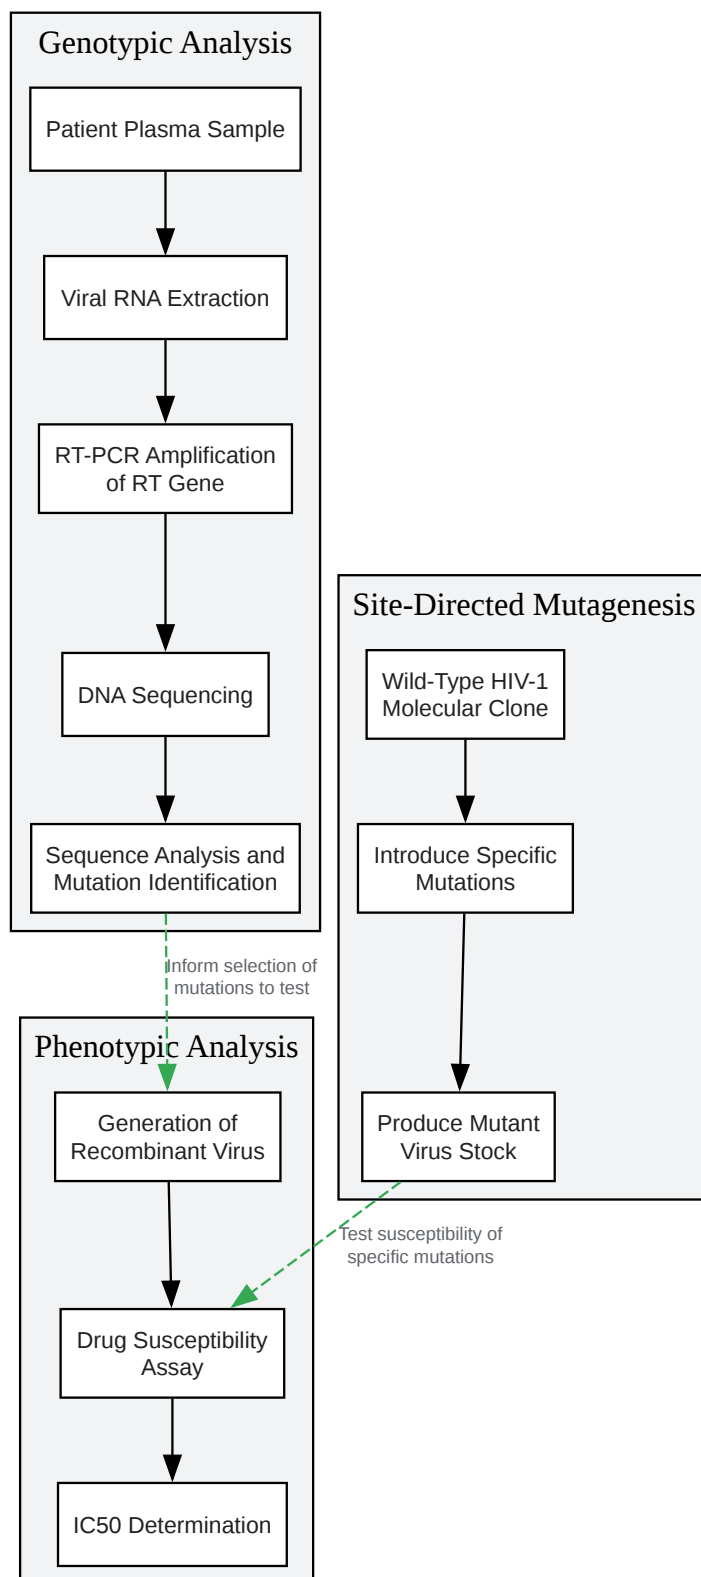 Genotypic Analysis
Patient Plasma Sample
Viral RNA Extraction
RT-PCR Amplification
of RT Gene
DNA Sequencing
Sequence Analysis and
Mutation Identification
Inform selection of
mutations to test
Site-Directed Mutagenesis
Wild-Type HIV-1
Molecular Clone
Introduce Specific
Mutations
Produce Mutant
Virus Stock
Test susceptibility of
specific mutations
Phenotypic Analysis
Generation of
Recombinant Virus
Drug Susceptibility
Assay
IC50 Determination